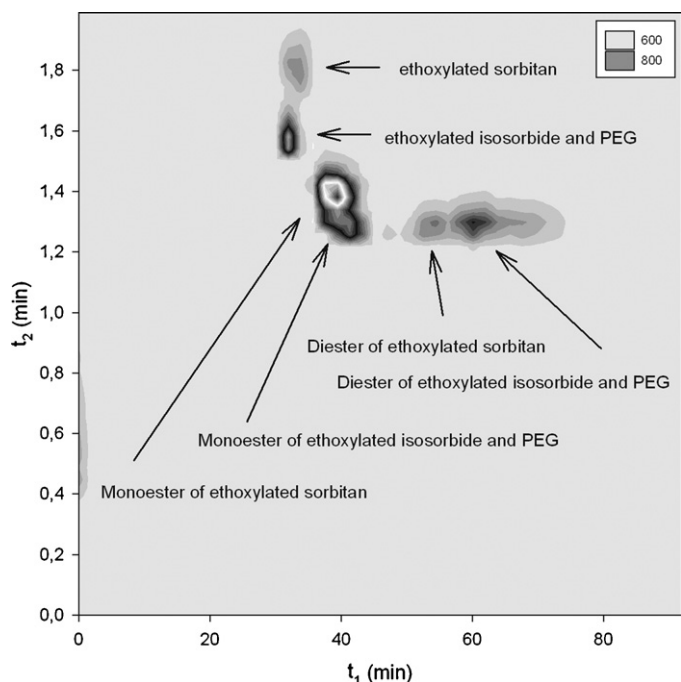 600
800
1,8
ethoxylated sorbitan
1,6
ethoxylated isosorbide and PEG
1,4
1,2
1,0
Diester of ethoxylated sorbitan
0,8
Diester of ethoxylated isosorbide and PEG
0,6
Monoester of ethoxylated isosorbide and PEG
0,4
Monoester of ethoxylated sorbitan
0,2
0,0
0 20 40 60 80
t2 (min)
t1 (min)